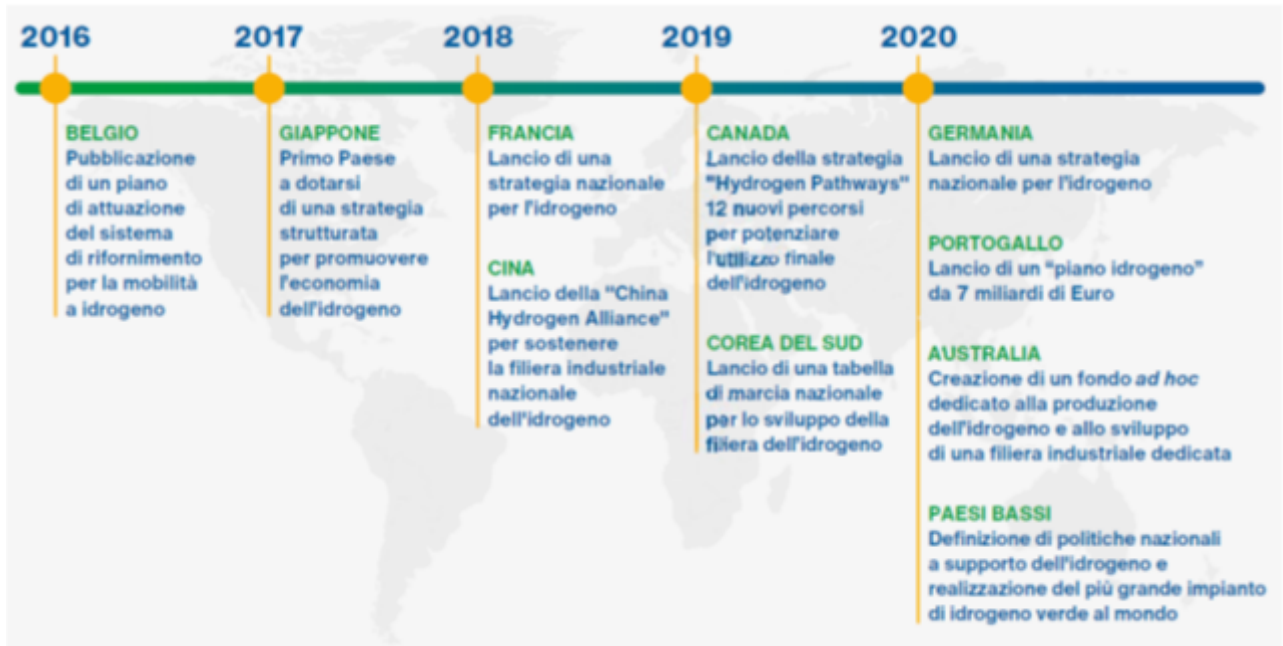 2016
BELGIO
Pubblicazione
di un piano
di attuazione
del sistema
di rifornimento
per la mobilità
a idrogeno
2017
GIAPPONE
Primo Paese
a dotarsi
di una strategia
strutturata
per promuovere
l'economia
dell'idrogeno
2018
FRANCIA
Lancio di una
strategia nazionale
per l'idrogeno
CINA
Lancio della "China
Hydrogen Alliance"
per sostenere
la filiera industriale
nazionale
dell'idrogeno
2019
CANADA
Lancio della strategia
"Hydrogen Pathways"
12 nuovi percorsi
per potenziare
l'utilizzo finale
dell'idrogeno
COREA DEL SUD
Lancio di una tabella
di marcia nazionale
per lo sviluppo della
filiera dell'idrogeno
2020
GERMANIA
Lancio di una strategia
nazionale per l'idrogeno
PORTOGALLO
Lancio di un "piano idrogeno"
da 7 miliardi di Euro
AUSTRALIA
Creazione di un fondo ad hoc
dedicato alla produzione
dell'idrogeno e allo sviluppo
di una filiera industriale dedicata
PAESI BASSI
Definizione di politiche nazionali
a supporto dell'idrogeno e
realizzazione del più grande impianto
di idrogeno verde al mondo